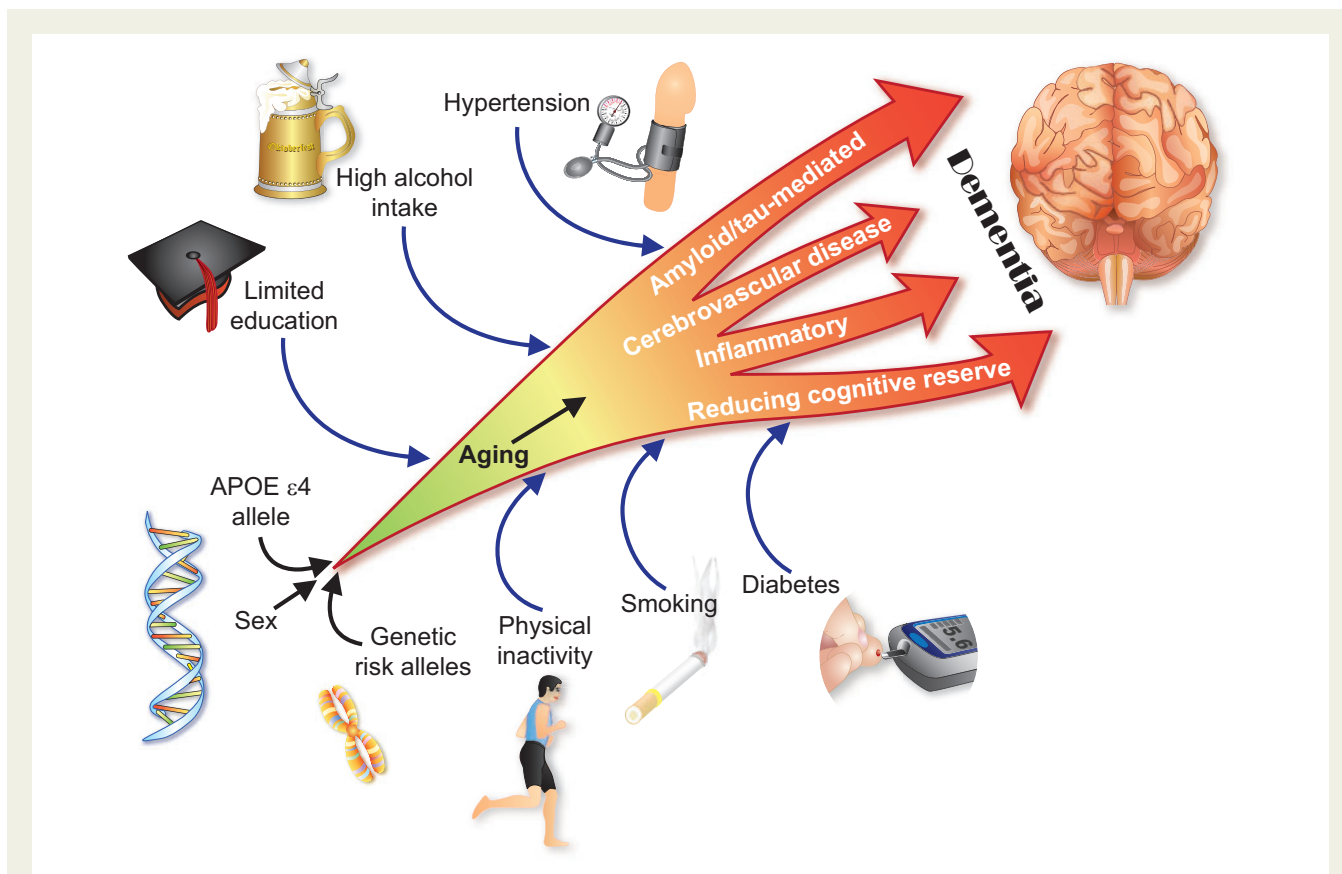 Hypertension
High alcohol
intake
Limited
education
APOE ε4
allele
Sex
Genetic
risk alleles
Aging
Physical
inactivity
Smoking
Diabetes
5.6
Amyloid/tau-mediated
Cerebrovascular disease
Inflammatory
Reducing cognitive reserve
Dementia